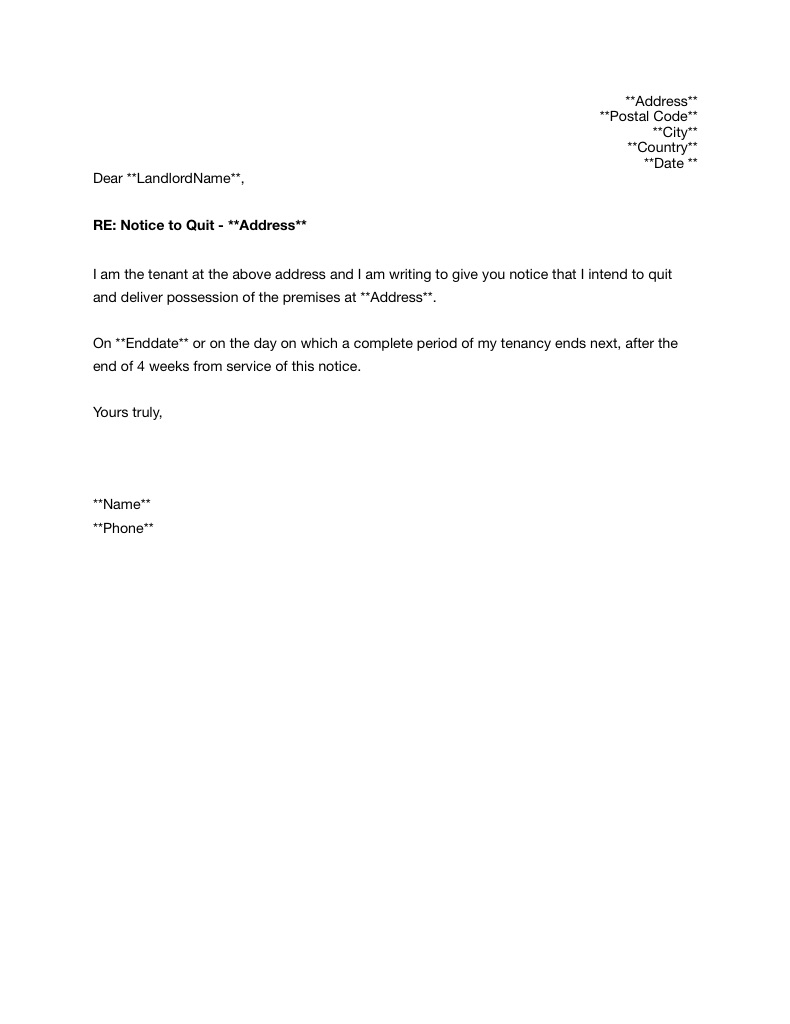 **Address**
**Postal Code**
**City**
**Country**
**Date **
Dear **LandlordName**,
RE: Notice to Quit - **Address**
I am the tenant at the above address and I am writing to give you notice that I intend to quit
and deliver possession of the premises at **Address**.
On **Enddate** or on the day on which a complete period of my tenancy ends next, after the
end of 4 weeks from service of this notice.
Yours truly,
**Name**
**Phone**